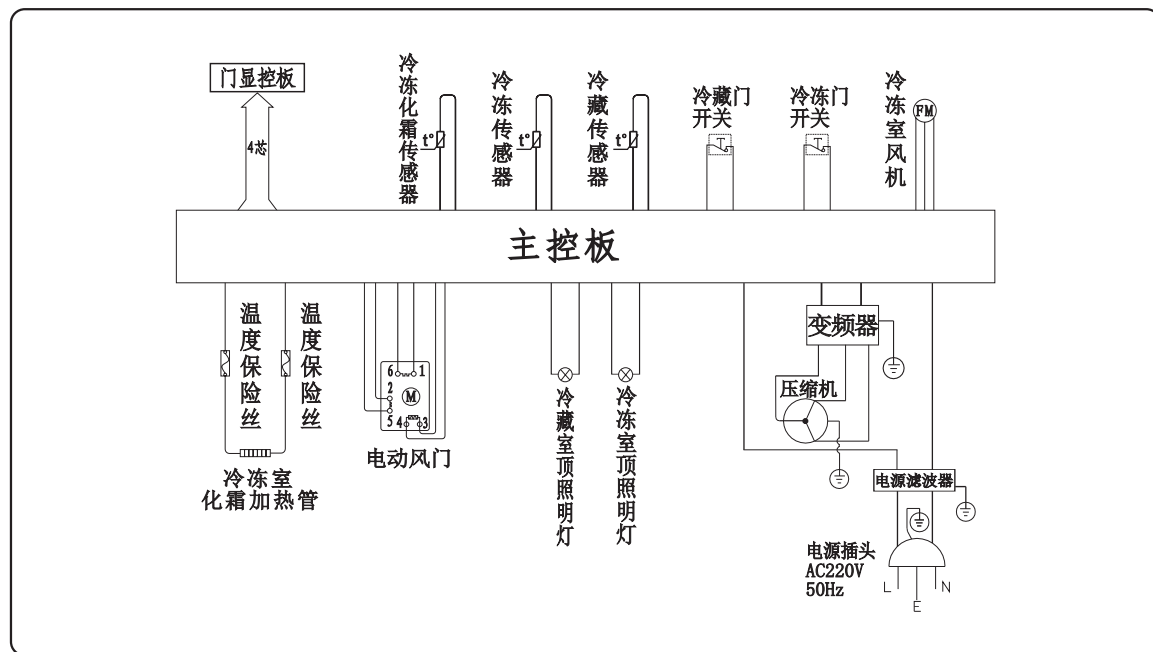 门显控板
4芯
冷冻化霜传感器
t°
冷冻传感器
t°
冷藏传感器
t°
冷藏门
开关
冷冻门
开关
冷冻室风机
FM
主控板
温度保险丝
温度保险丝
冷冻室
化霜加热管
6
1
2
M
5
4
3
电动风门
冷藏室顶照明灯
冷冻室顶照明灯
变频器
压缩机
电源滤波器
电源插头
AC220V
50Hz
L
N
E